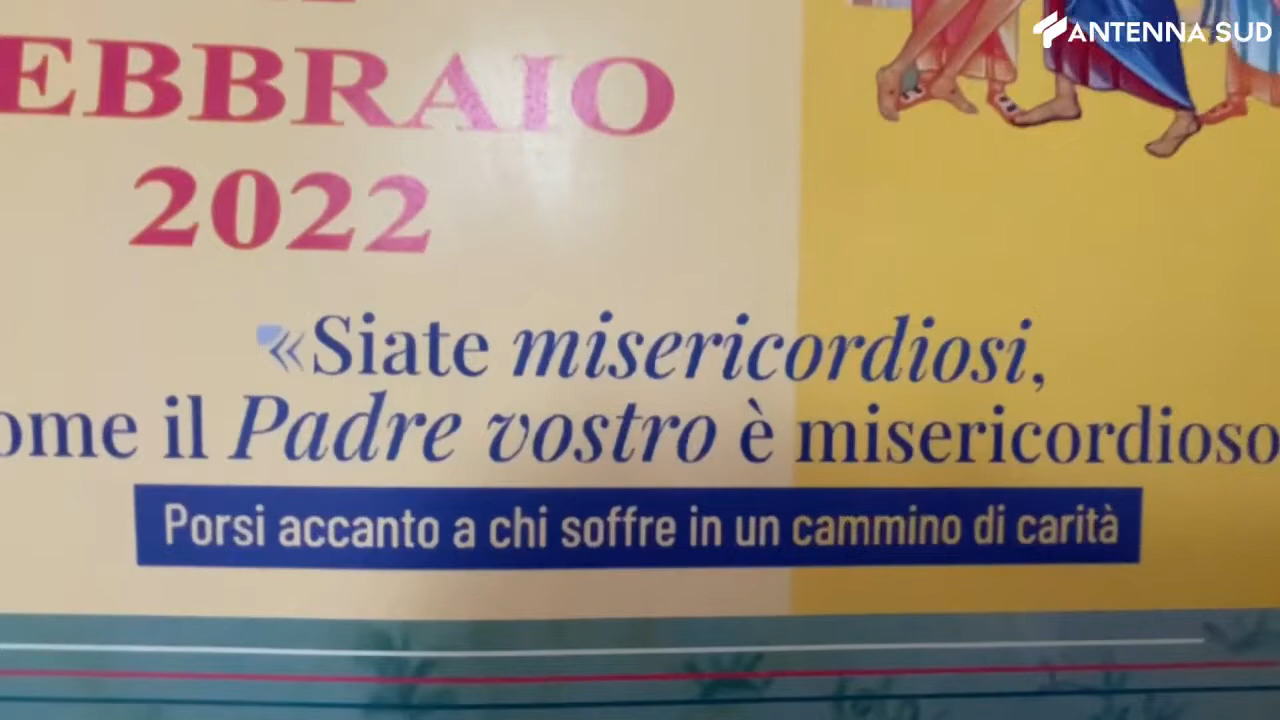 ANTENNA SUD
EBBRAIO
2022
«Siate misericordiosi,
ome il Padre vostro è misericordioso
Porsi accanto a chi soffre in un cammino di carità